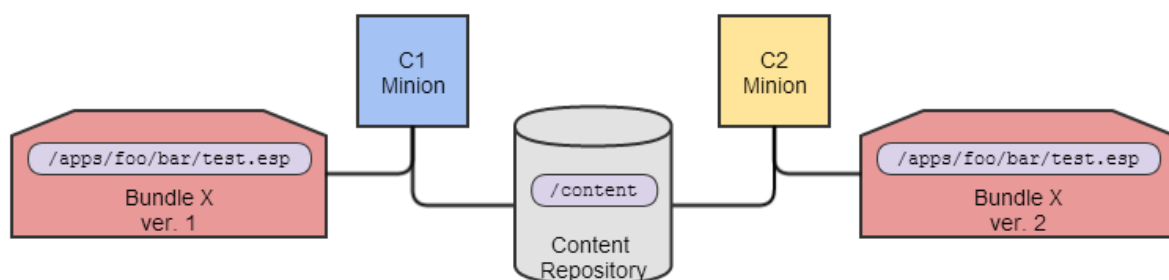 C1
Minion
C2
Minion
/apps/foo/bar/test.esp
Bundle X
ver. 1
/content
Content
Repository
/apps/foo/bar/test.esp
Bundle X
ver. 2